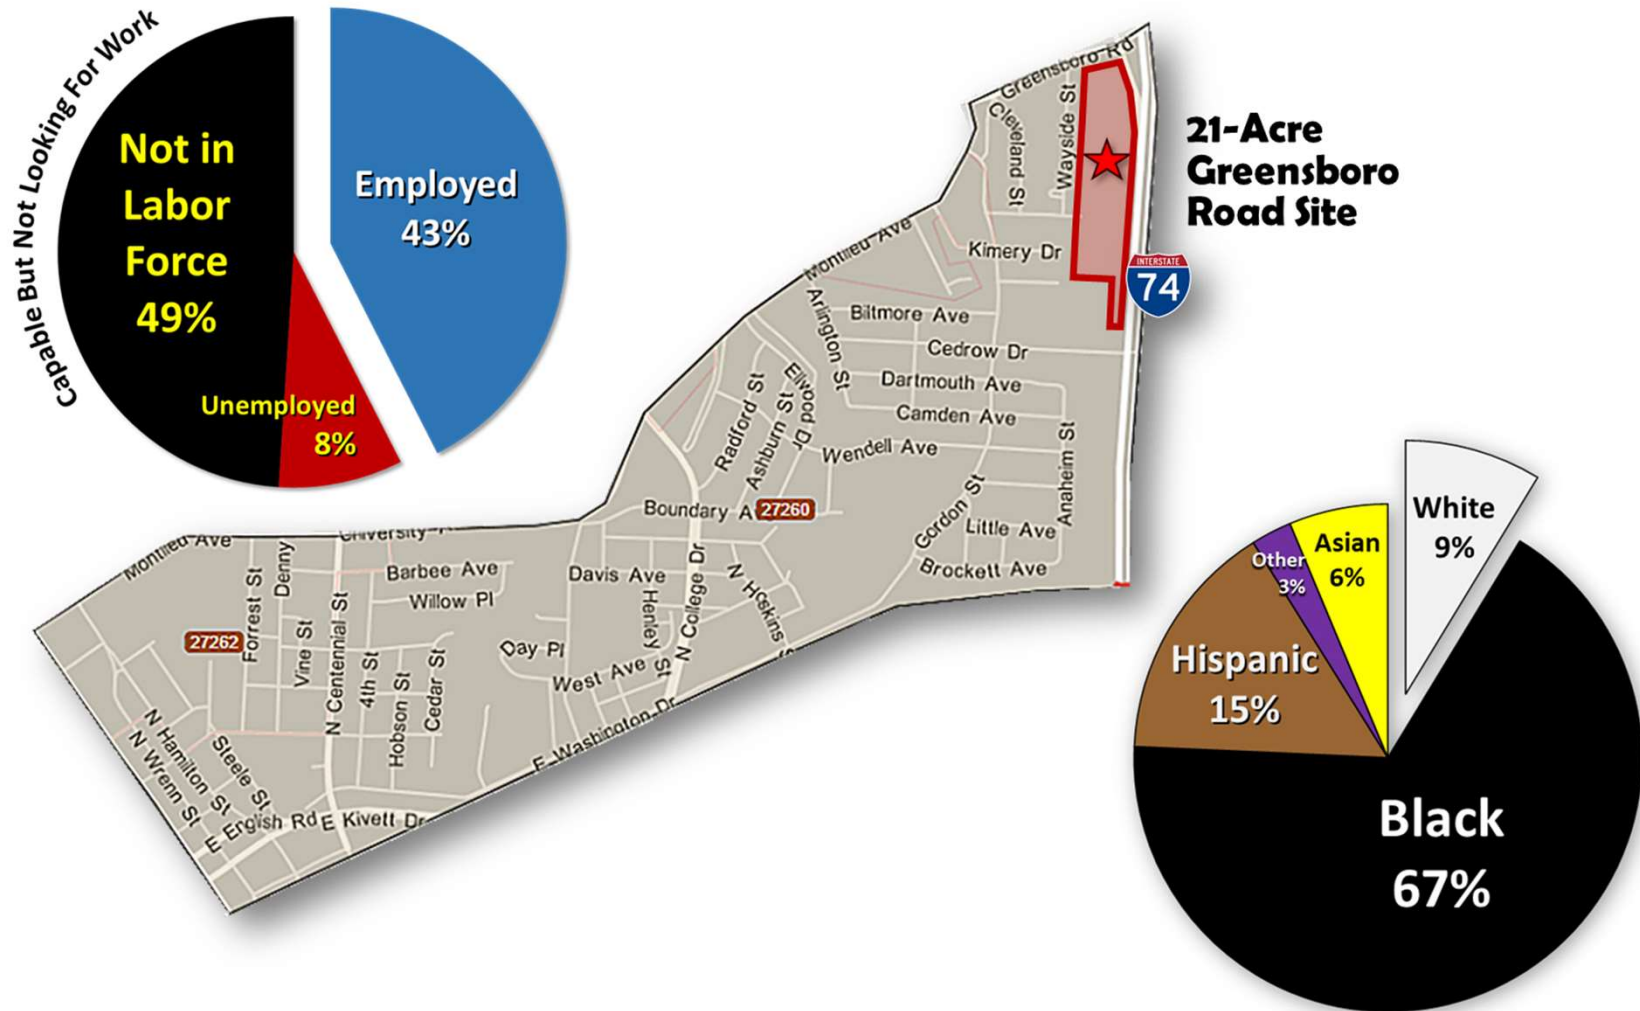 Capable But Not Looking For Work
Not in
Labor
Force
49%
Employed
43%
Unemployed
8%
Greensboro Rd
Cleveland St
Wayside St
21-Acre
Greensboro
Road Site
INTERSTATE
74
Montlieu Ave
Kimery Dr
Arlington St
Biltmore Ave
Cedrow Dr
Dartmouth Ave
Camden Ave
Radford St
Ashburn St
Ellwood Dr
Wendell Ave
Anaheim St
Gordon St
Boundary A
27260
Little Ave
Brockett Ave
Montlieu Ave
University
Forrest St
Denny
Barbee Ave
Willow Pl
Davis Ave
Henley St
N College Dr
N Hoskins
27262
Vine St
N Centennial St
4th St
Hobson St
Cedar St
Day Pl
West Ave
E Washington Dr
N Hamilton St
N Wrenn St
Steele St
E English Rd
E Kivett Dr
White
9%
Asian
6%
Other
3%
Hispanic
15%
Black
67%